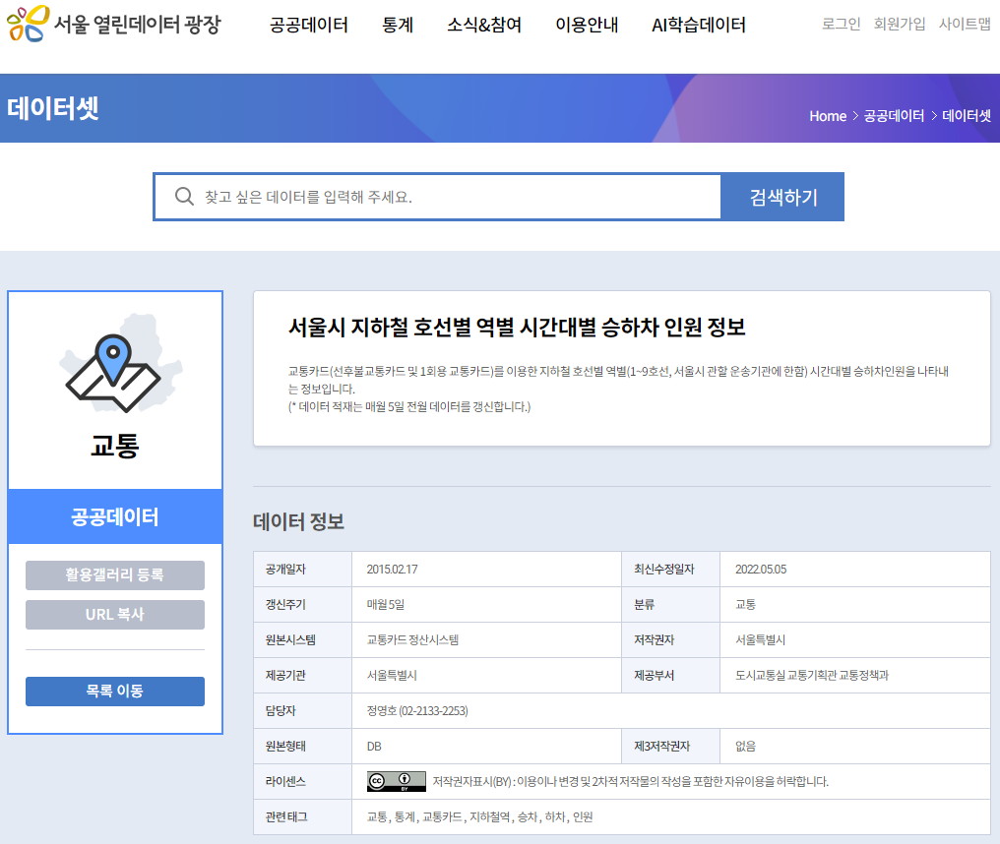 서울 열린데이터 광장
공공데이터 통계 소식&참여 이용안내 AI학습데이터
로그인 회원가입 사이트맵
데이터셋
Home > 공공데이터 > 데이터셋
찾고 싶은 데이터를 입력해 주세요.
검색하기
교통
공공데이터
활용갤러리 등록
URL 복사
목록 이동
서울시 지하철 호선별 역별 시간대별 승하차 인원 정보
교통카드(선후불교통카드 및 1회용 교통카드)를 이용한 지하철 호선별 역별(1~9호선, 서울시 관할 운송기관에 한함) 시간대별 승하차인원을 나타내
는 정보입니다.
(* 데이터 적재는 매월 5일 전월 데이터를 갱신합니다.)
데이터 정보
공개일자 2015.02.17 최신수정일자 2022.05.05
갱신주기 매월 5일 분류 교통
원본시스템 교통카드 정산시스템 저작권자 서울특별시
제공기관 서울특별시 제공부서 도시교통실 교통기획관 교통정책과
담당자 정영호 (02-2133-2253)
원본형태 DB 제3저작권자 없음
라이센스 cc BY 저작권자표시(BY) : 이용이나 변경 및 2차적 저작물의 작성을 포함한 자유이용을 허락합니다.
관련 태그 교통 , 통계 , 교통카드 , 지하철역 , 승차 , 하차 , 인원